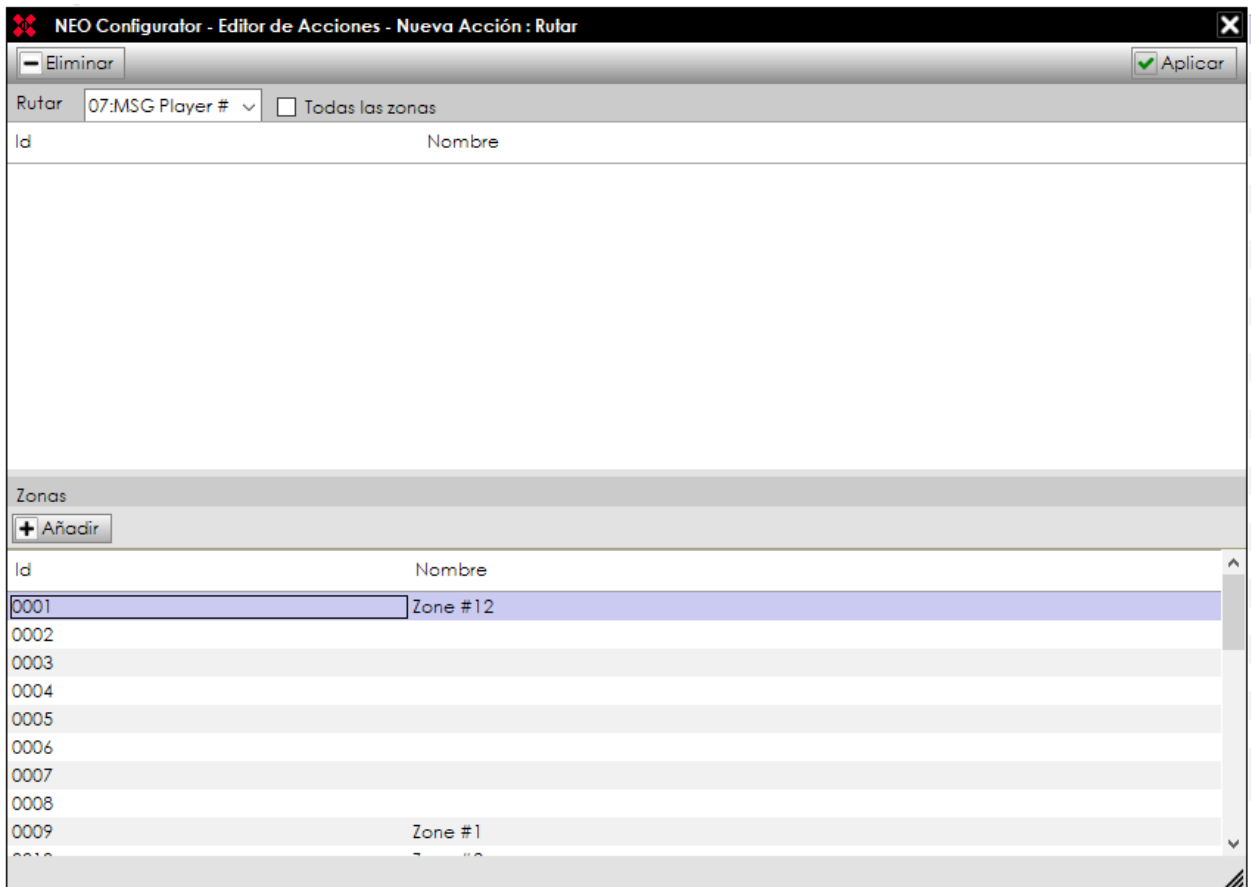 NEO Configurator - Editor de Acciones - Nueva Acción : Rutar
Eliminar Aplicar
Rutar 07:MSG Player # Todas las zonas
Id Nombre
Zonas
Añadir
Id Nombre
0001 Zone #12
0002
0003
0004
0005
0006
0007
0008
0009 Zone #1